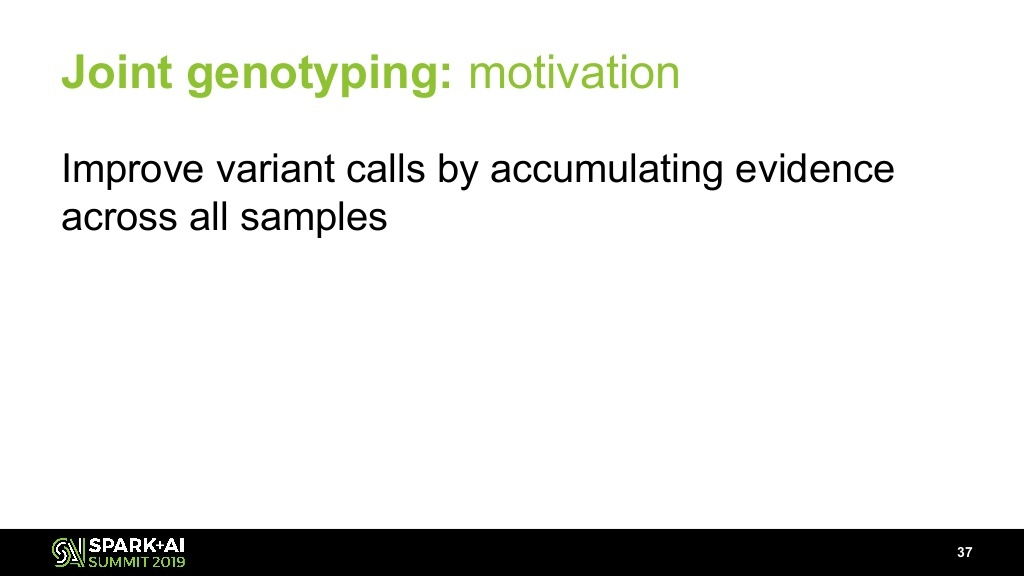 Joint genotyping: motivation
Improve variant calls by accumulating evidence
across all samples
SPARK+AI
SUMMIT 2019
37